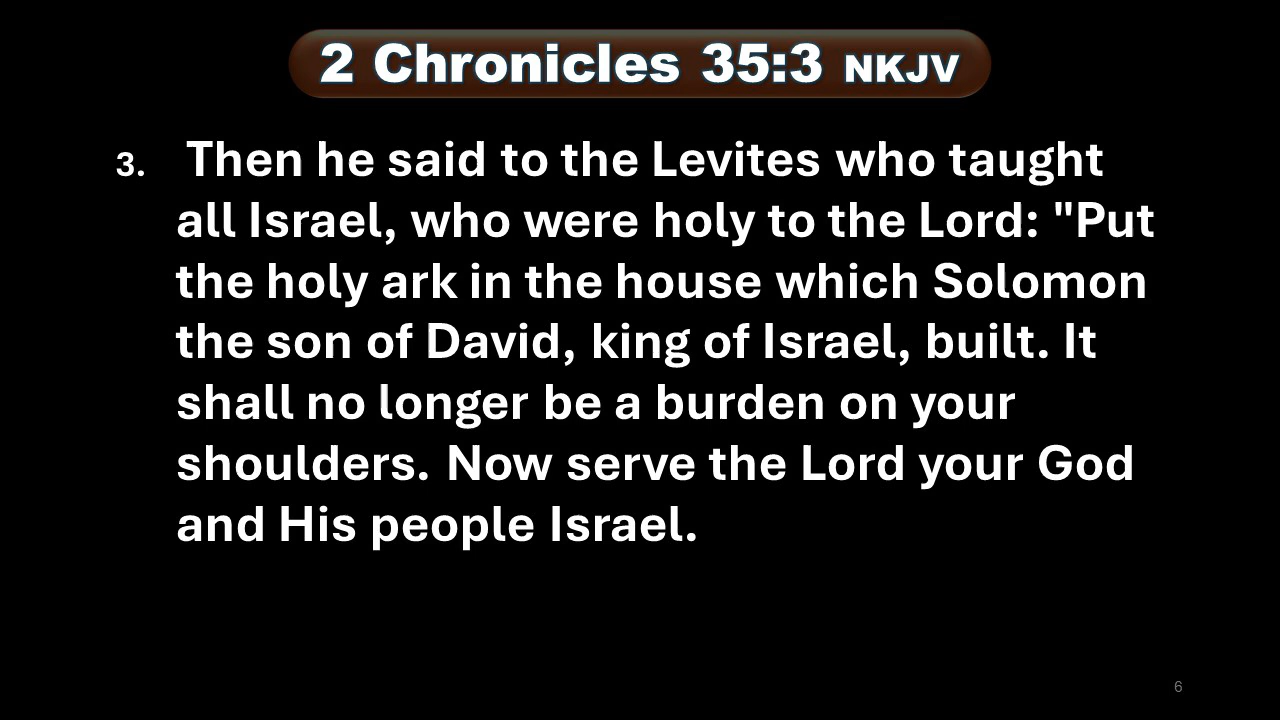 2 Chronicles 35:3 NKJV
3. Then he said to the Levites who taught
all Israel, who were holy to the Lord: "Put
the holy ark in the house which Solomon
the son of David, king of Israel, built. It
shall no longer be a burden on your
shoulders. Now serve the Lord your God
and His people Israel.
6